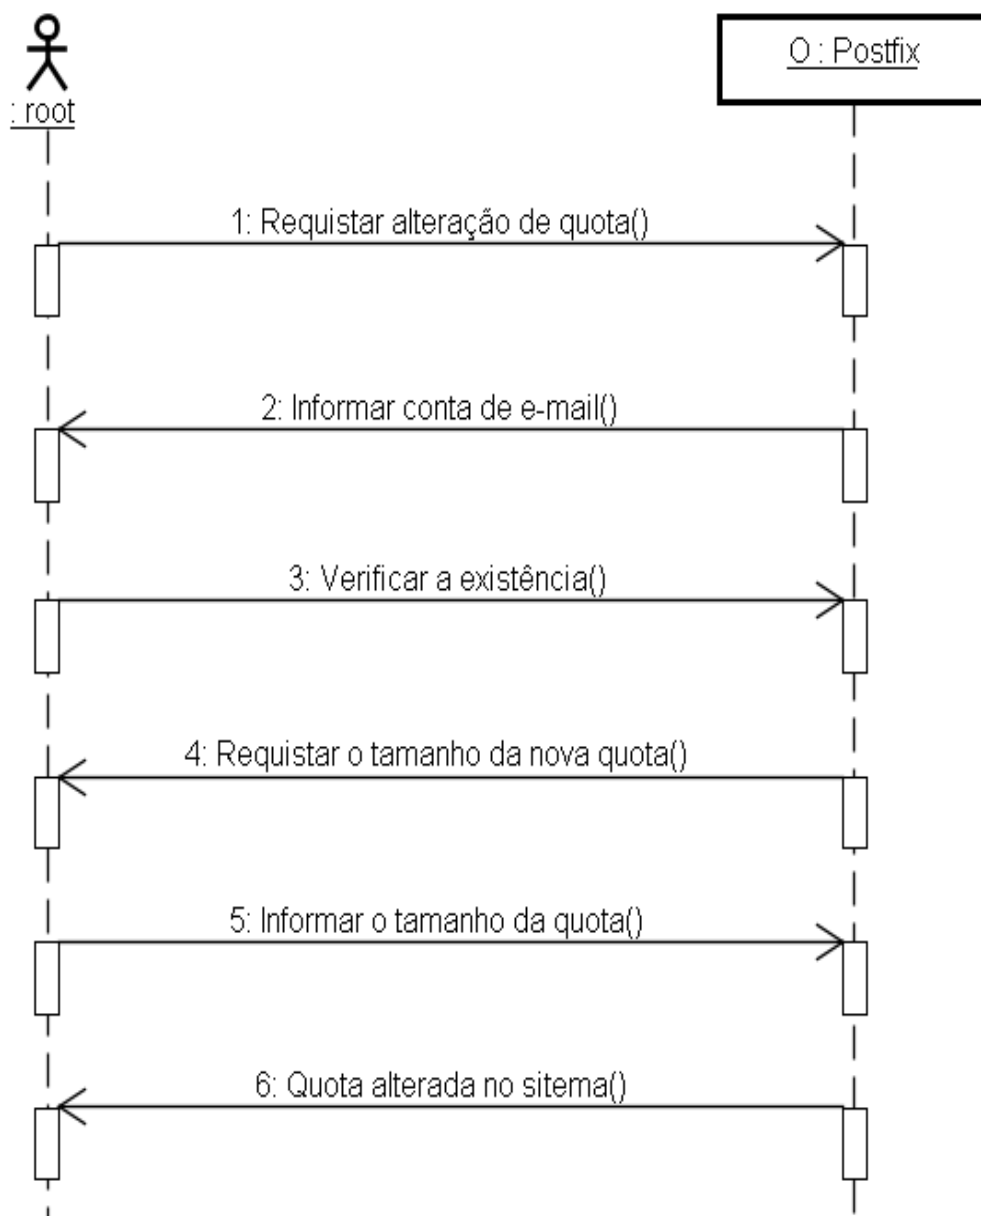 O : Postfix
: root
1: Requistar alteração de quota()
2: Informar conta de e-mail()
3: Verificar a existência()
4: Requistar o tamanho da nova quota()
5: Informar o tamanho da quota()
6: Quota alterada no sitema()